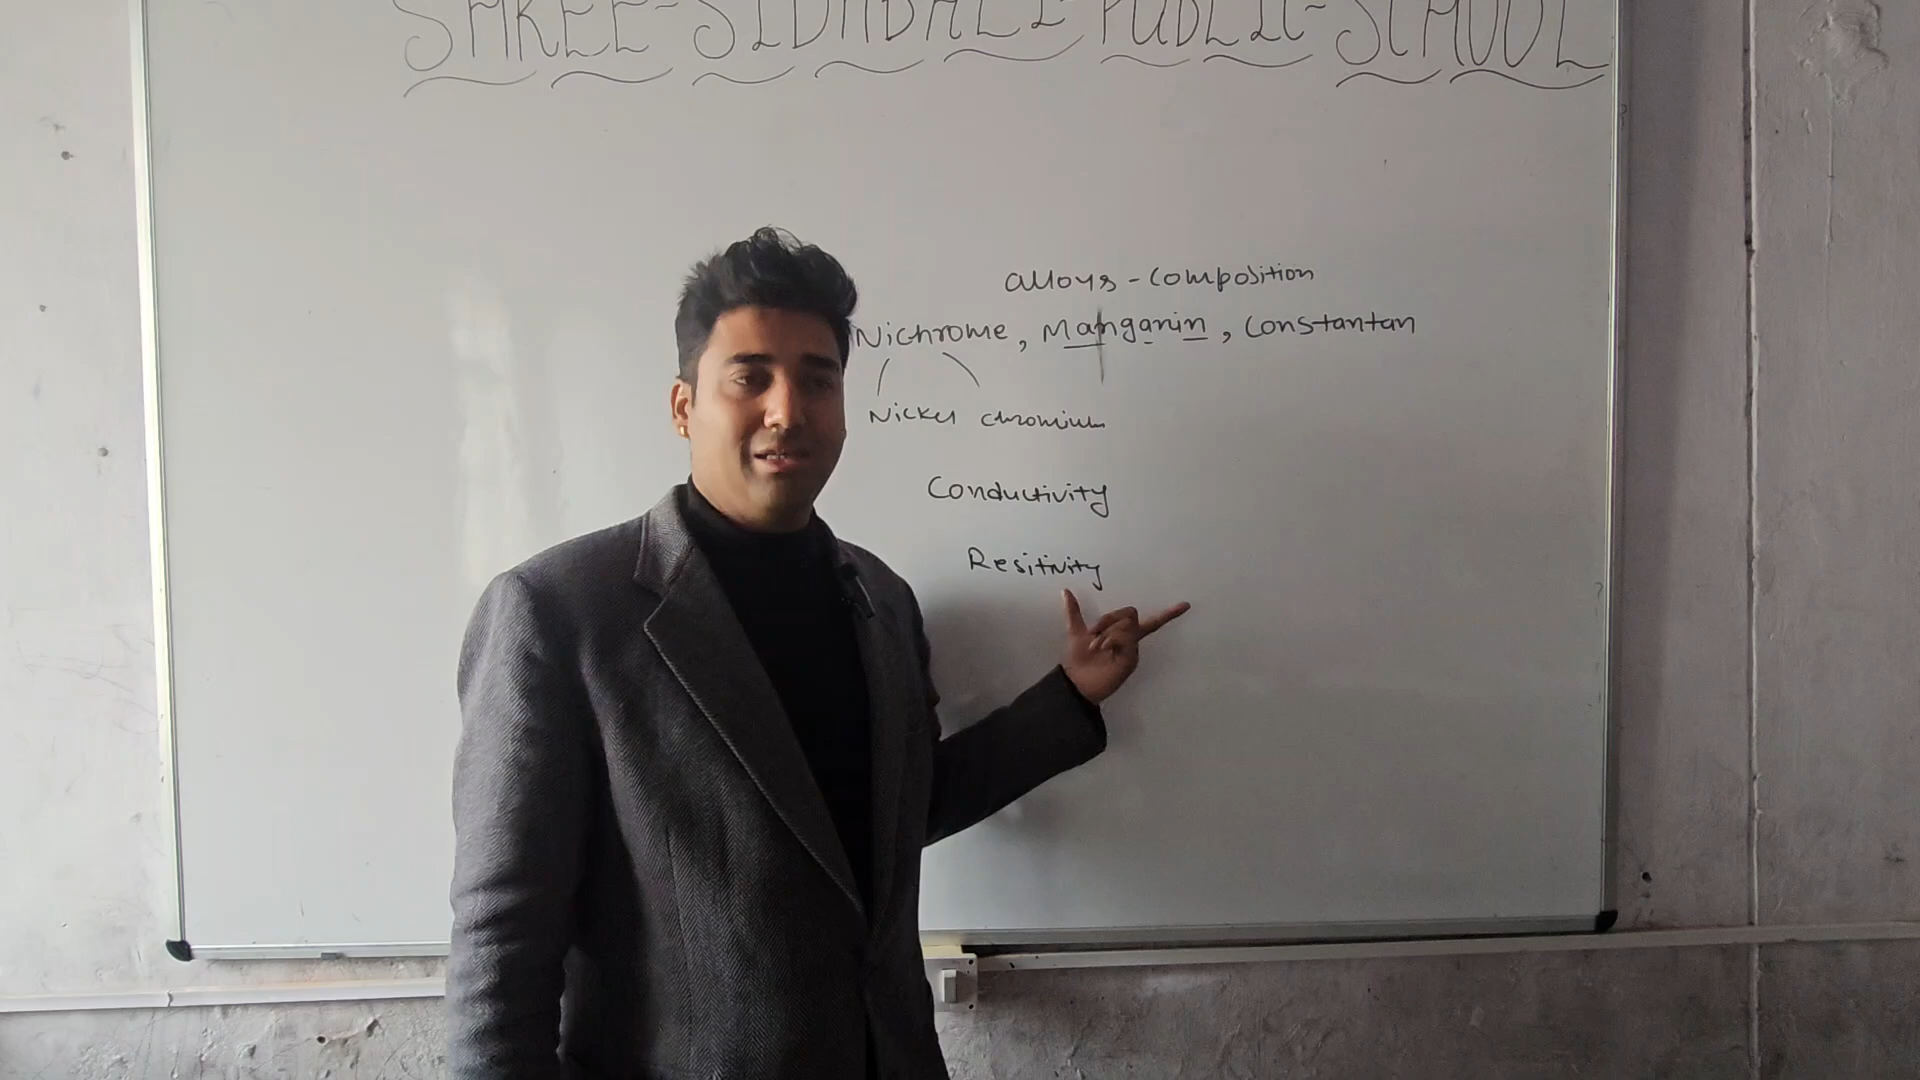 SHREE-SIDHBALI-PUBLIC-SCHOOL
alloys-composition
Nichrome, Manganin, Constantan
Nickel chromium
Conductivity
Resitivity